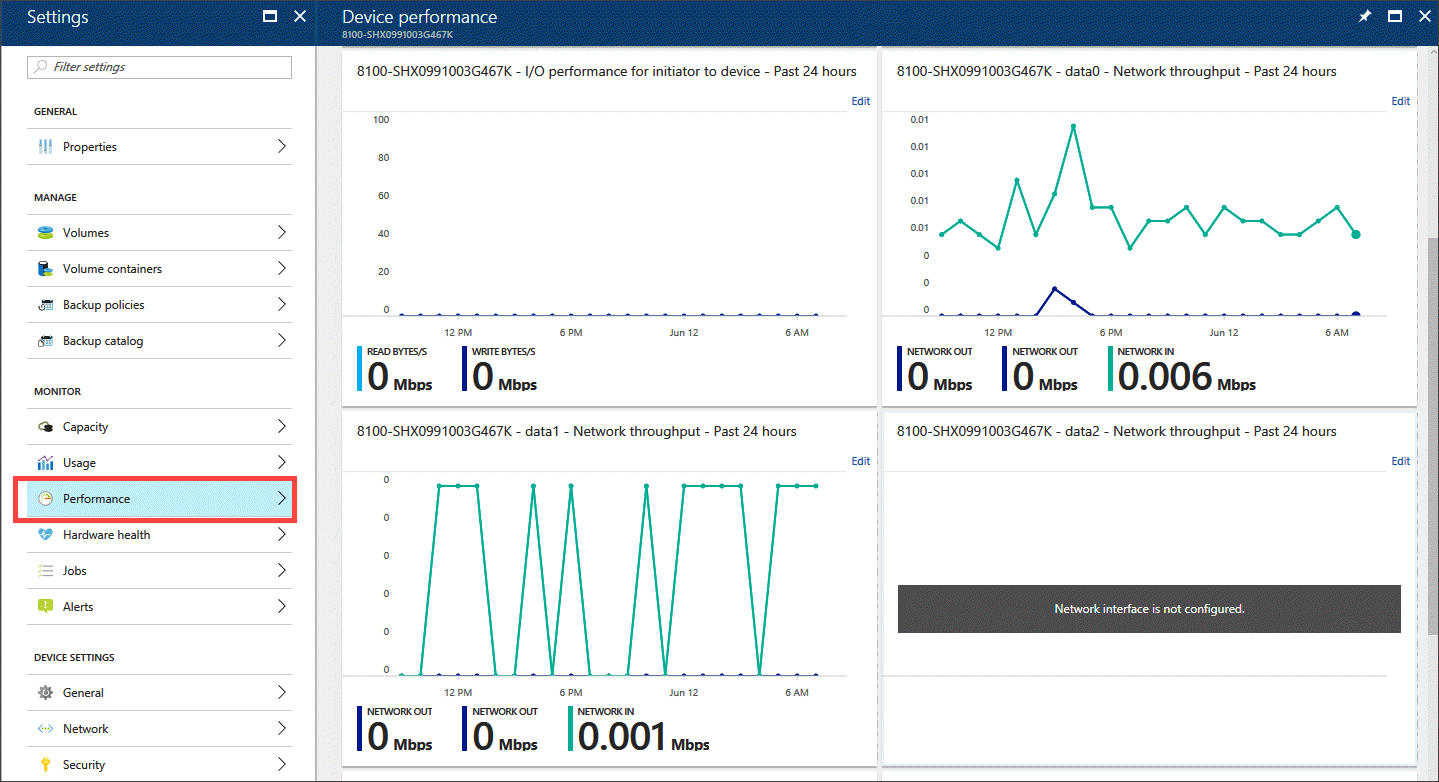 Settings
Filter settings
GENERAL
Properties
MANAGE
Volumes
Volume containers
Backup policies
Backup catalog
MONITOR
Capacity
Usage
Performance
Hardware health
Jobs
Alerts
DEVICE SETTINGS
General
Network
Security
Device performance
8100-SHX0991003G467K
8100-SHX0991003G467K - I/O performance for initiator to device - Past 24 hours
Edit
100
80
60
40
20
0
12 PM 6 PM Jun 12 6 AM
READ BYTES/S WRITE BYTES/S
0 Mbps 0 Mbps
8100-SHX0991003G467K - data0 - Network throughput - Past 24 hours
Edit
0.01
0.01
0.01
0.01
0.01
0
0
0
12 PM 6 PM Jun 12 6 AM
NETWORK OUT NETWORK OUT NETWORK IN
0 Mbps 0 Mbps 0.006 Mbps
8100-SHX0991003G467K - data1 - Network throughput - Past 24 hours
Edit
0
0
0
0
0
0
12 PM 6 PM Jun 12 6 AM
NETWORK OUT NETWORK OUT NETWORK IN
0 Mbps 0 Mbps 0.001 Mbps
8100-SHX0991003G467K - data2 - Network throughput - Past 24 hours
Edit
Network interface is not configured.